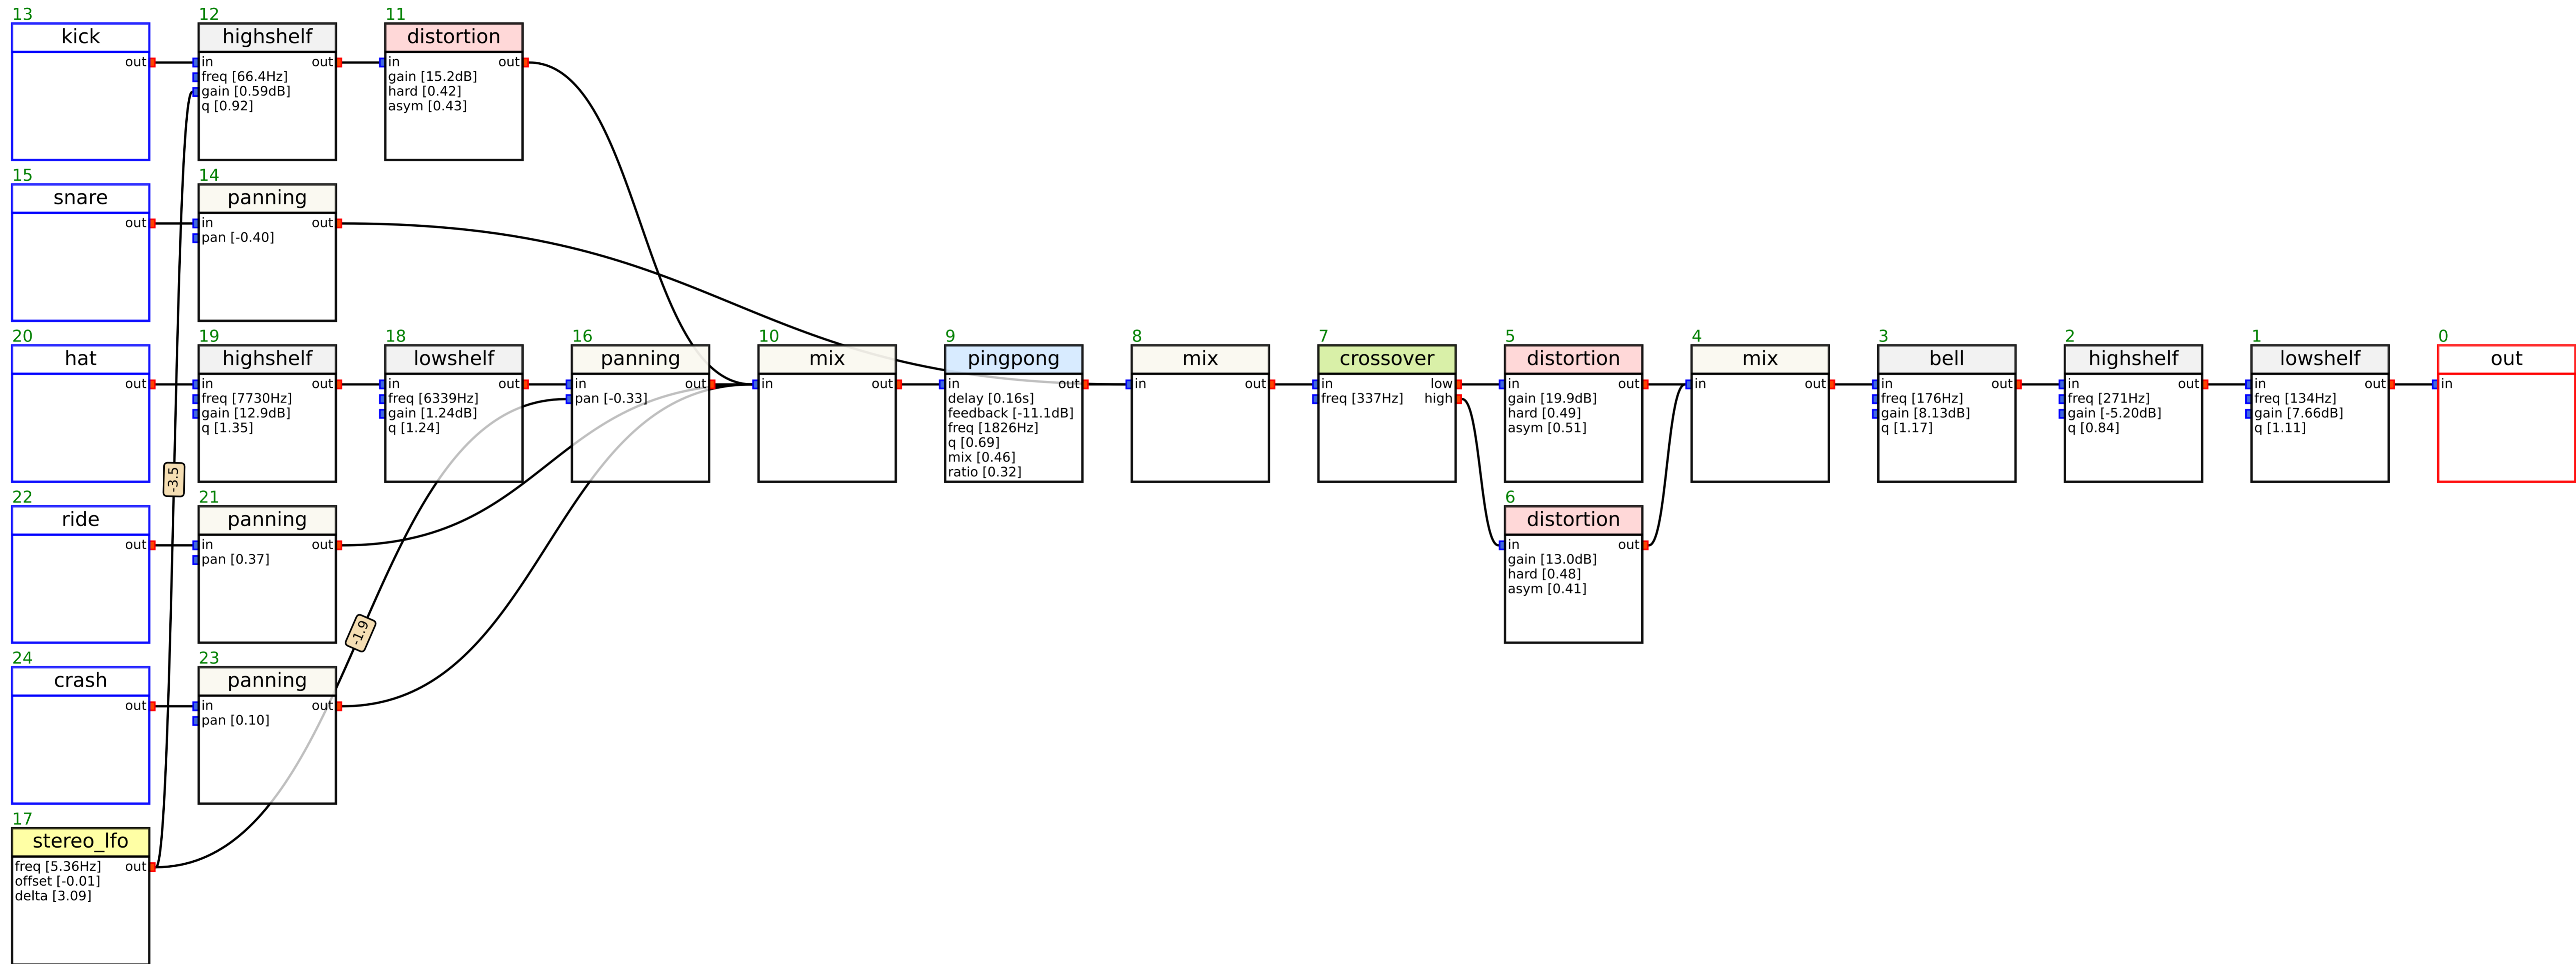 13
kick
out
12
highshelf
in out
freq [66.4Hz]
gain [0.59dB]
q [0.92]
11
distortion
in out
gain [15.2dB]
hard [0.42]
asym [0.43]
15
snare
out
14
panning
in out
pan [-0.40]
20
hat
out
19
highshelf
in out
freq [7730Hz]
gain [12.9dB]
q [1.35]
18
lowshelf
in out
freq [6339Hz]
gain [1.24dB]
q [1.24]
16
panning
in out
pan [-0.33]
10
mix
in out
9
pingpong
in out
delay [0.16s]
feedback [-11.1dB]
freq [1826Hz]
q [0.69]
mix [0.46]
ratio [0.32]
8
mix
in out
7
crossover
in low
freq [337Hz] high
5
distortion
in out
gain [19.9dB]
hard [0.49]
asym [0.51]
4
mix
in out
3
bell
in out
freq [176Hz]
gain [8.13dB]
q [1.17]
2
highshelf
in out
freq [271Hz]
gain [-5.20dB]
q [0.84]
1
lowshelf
in out
freq [134Hz]
gain [7.66dB]
q [1.11]
0
out
in
-3.5
22
ride
out
21
panning
in out
pan [0.37]
6
distortion
in out
gain [13.0dB]
hard [0.48]
asym [0.41]
-1.9
24
crash
out
23
panning
in out
pan [0.10]
17
stereo_lfo
freq [5.36Hz] out
offset [-0.01]
delta [3.09]